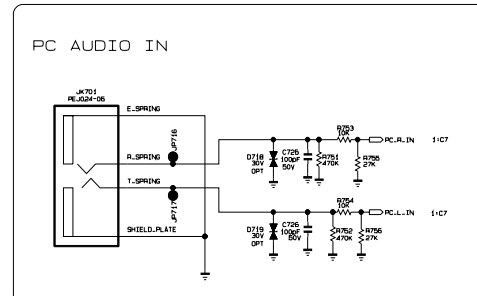 PC AUDIO IN
JK701
PEJ024-05
E_SPRING
R_SPRING
JP716
T_SPRING
JP717
SHIELD_PLATE
D718
30V
OPT
C725
100pF
50V
R751
470K
R753
10K
R755
27K
PC_R_IN
1:C7
D719
30V
OPT
C726
100pF
50V
R752
470K
R754
10K
R756
27K
PC_L_IN
1:C7